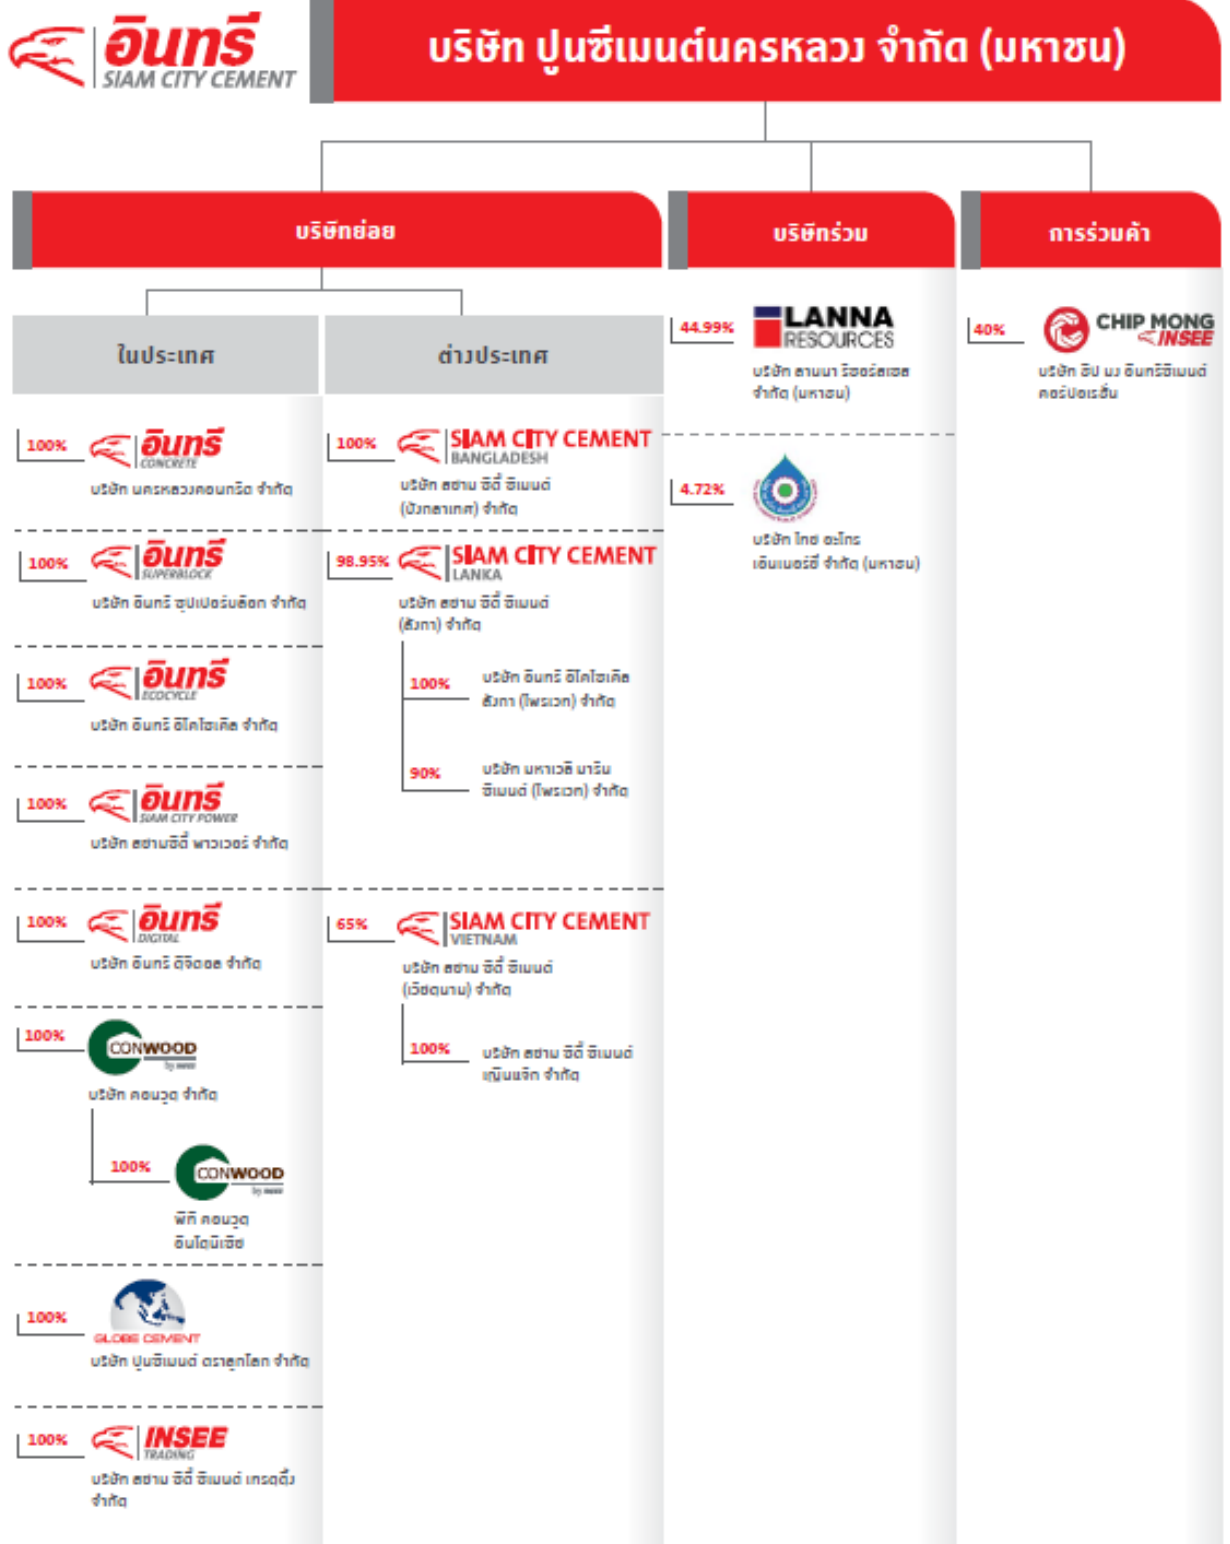 อินทรี
SIAM CITY CEMENT
บริษัท ปูนซีเมนต์นครหลวง จำกัด (มหาชน)
บริษัทย่อย
บริษัทร่วม
การร่วมค้า
ในประเทศ
ต่างประเทศ
100%
อินทรี
CONCRETE
บริษัท นครหลวงคอนกรีต จำกัด
100%
อินทรี
SUPERBLOCK
บริษัท อินทรี ซุปเปอร์บล็อก จำกัด
100%
อินทรี
ECOCYCLE
บริษัท อินทรี อีโคไซเคิล จำกัด
100%
อินทรี
SIAM CITY POWER
บริษัท สยามซิตี้ พาวเวอร์ จำกัด
100%
อินทรี
DIGITAL
บริษัท อินทรี ดิจิตอล จำกัด
100%
CONWOOD
by INSEE
บริษัท คอนวูด จำกัด
100%
CONWOOD
by INSEE
พีที คอนวูด
อินโดนีเซีย
100%
GLOBE CEMENT
บริษัท ปูนซิเมนต์ ตราลูกโลก จำกัด
100%
INSEE
TRADING
บริษัท สยาม ซิตี้ ซีเมนต์ เทรดดิ้ง
จำกัด
100%
SIAM CITY CEMENT
BANGLADESH
บริษัท สยาม ซิตี้ ซีเมนต์
(บังกลาเทศ) จำกัด
98.95%
SIAM CITY CEMENT
LANKA
บริษัท สยาม ซิตี้ ซีเมนต์
(ลังกา) จำกัด
100%
บริษัท อินทรี อีโคไซเคิล
ลังกา (ไพรเวท) จำกัด
90%
บริษัท มหาเวลี มารีน
ซีเมนต์ (ไพรเวท) จำกัด
65%
SIAM CITY CEMENT
VIETNAM
บริษัท สยาม ซิตี้ ซีเมนต์
(เวียดนาม) จำกัด
100%
บริษัท สยาม ซิตี้ ซีเมนต์
เญินแจ๊ก จำกัด
44.99%
LANNA
RESOURCES
บริษัท ลานนา รีซอร์สเซส
จำกัด (มหาชน)
4.72%
บริษัท ไทย อะโกร
เอ็นเนอร์ยี่ จำกัด (มหาชน)
40%
CHIP MONG
INSEE
บริษัท ชิป มง อินทรีซีเมนต์
คอร์ปอเรชั่น